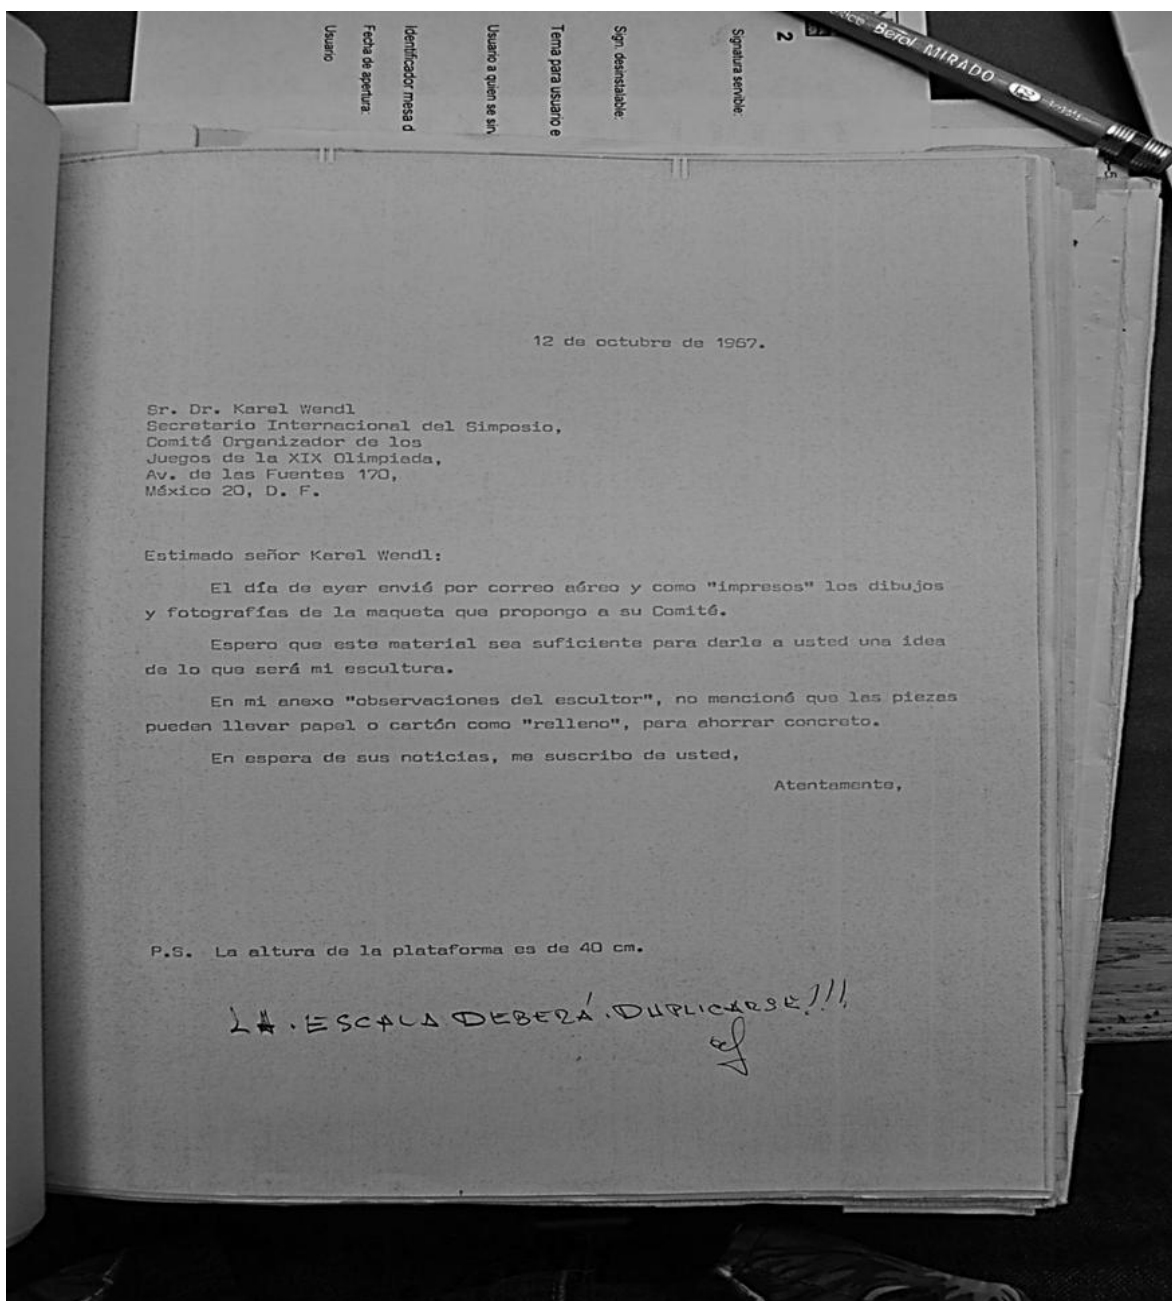 Usuario
Fecha de apertura:
Identificador mesa d
Usuario a quien se sirv
Tema para usuario e
Sign. desinstalable:
Signatura servible:
2
Berol MIRADO
12 de octubre de 1967.
Sr. Dr. Karel Wendl
Secretario Internacional del Simposio,
Comité Organizador de los
Juegos de la XIX Olimpiada,
Av. de las Fuentes 170,
México 20, D. F.
Estimado señor Karel Wendl:
El día de ayer envié por correo aéreo y como "impresos" los dibujos
y fotografías de la maqueta que propongo a su Comité.
Espero que este material sea suficiente para darle a usted una idea
de lo que será mi escultura.
En mi anexo "observaciones del escultor", no mencioné que las piezas
pueden llevar papel o cartón como "relleno", para ahorrar concreto.
En espera de sus noticias, me suscribo de usted,
Atentamente,
P.S. La altura de la plataforma es de 40 cm.
LA.ESCALA DEBERÁ.DUPLICARSE!!!